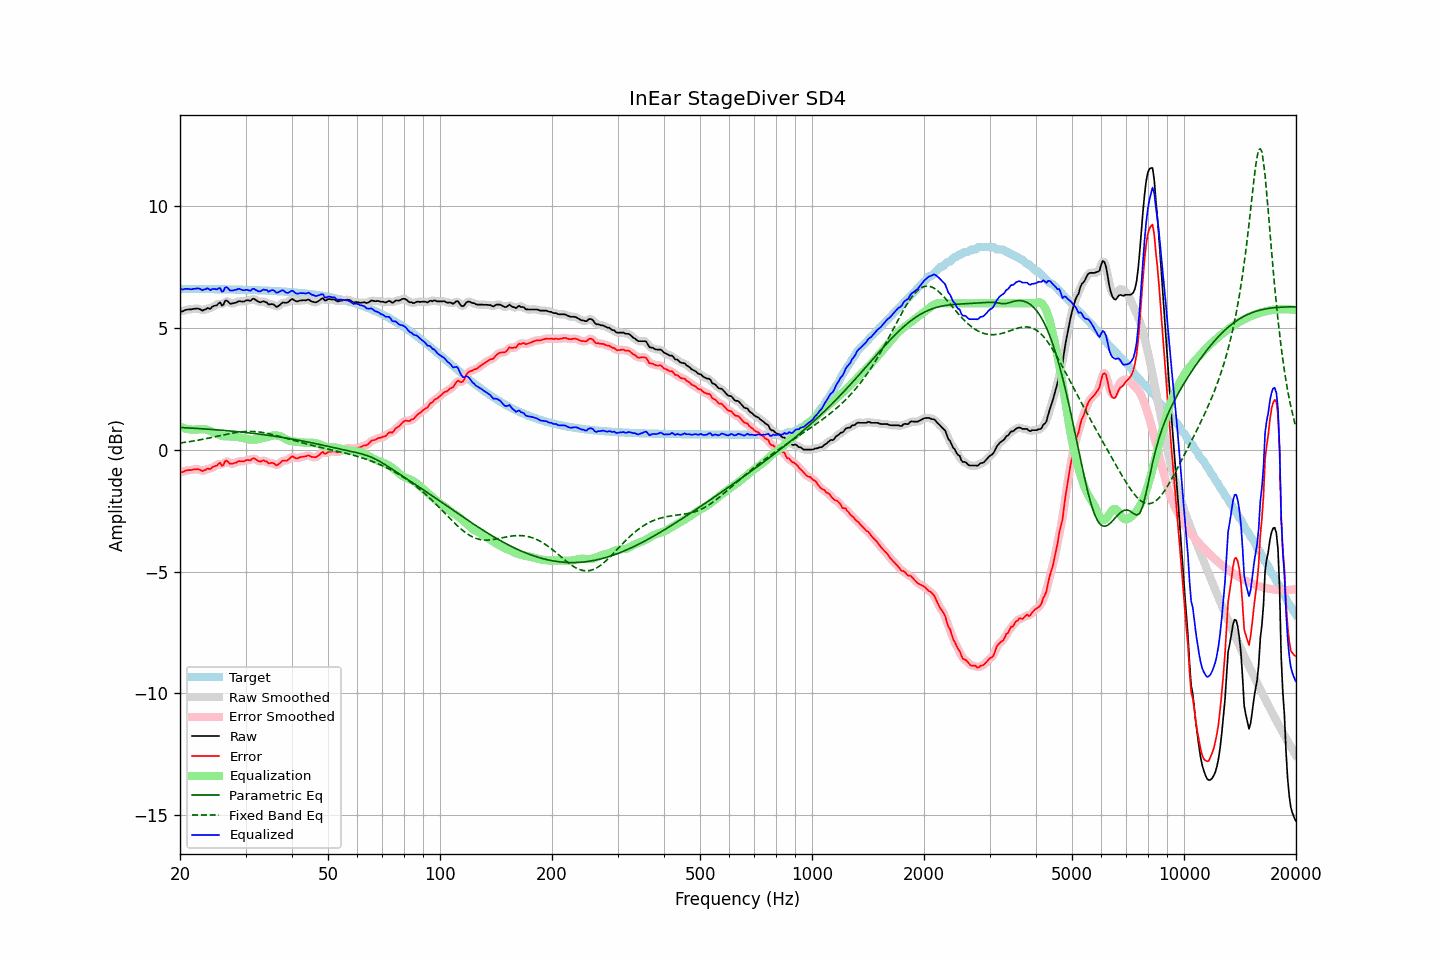 InEar StageDiver SD4
10
5
0
−5
−10
−15
Amplitude (dBr)
Target
Raw Smoothed
Error Smoothed
Raw
Error
Equalization
Parametric Eq
Fixed Band Eq
Equalized
20 50 100 200 500 1000 2000 5000 10000 20000
Frequency (Hz)